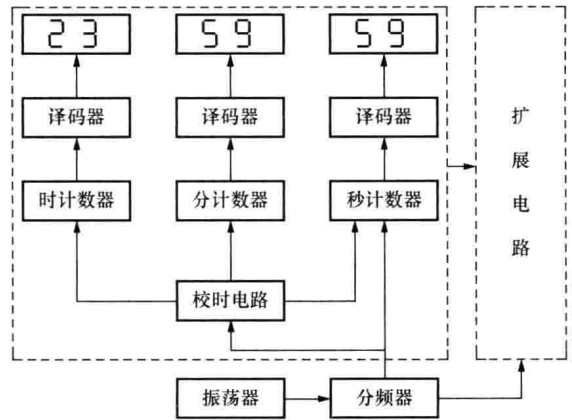 23 59 59
译码器 译码器 译码器
时计数器 分计数器 秒计数器
校时电路
振荡器 分频器
扩展电路